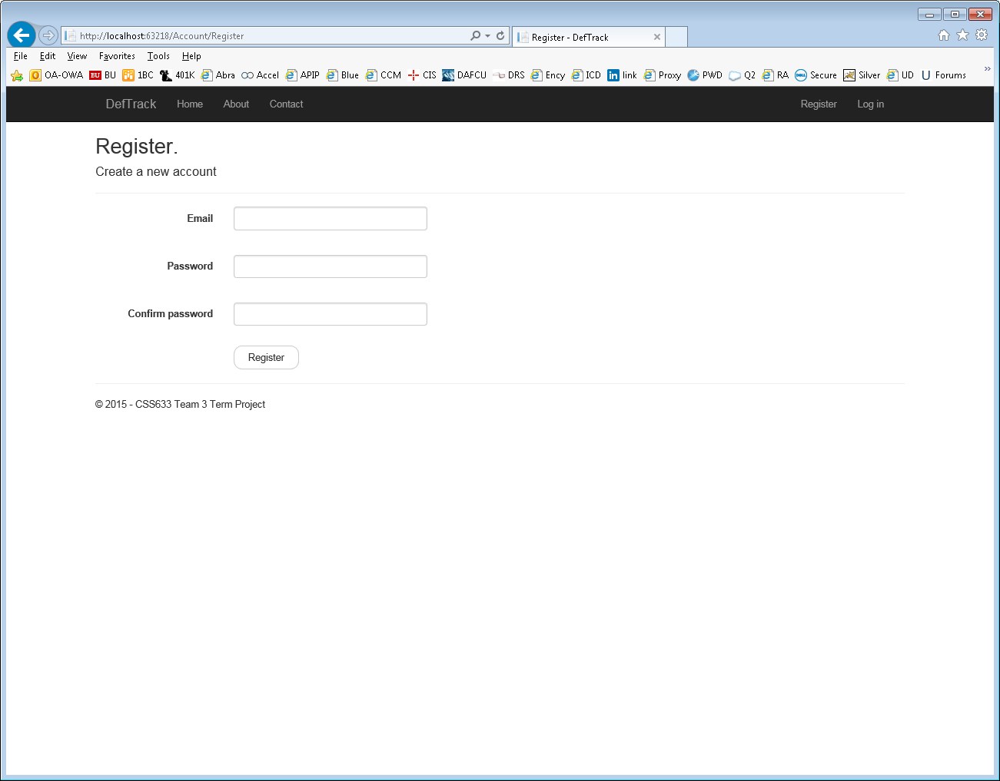 http://localhost:63218/Account/Register
Register - DefTrack
File Edit View Favorites Tools Help
OA-OWA BU BU 1BC 401K Abra Accel APIP Blue CCM CIS DAFCU DRS Ency ICD in link Proxy PWD Q2 RA DELL Secure Silver UD U Forums
DefTrack Home About Contact Register Log in
Register.
Create a new account
Email
Password
Confirm password
Register
© 2015 - CSS633 Team 3 Term Project